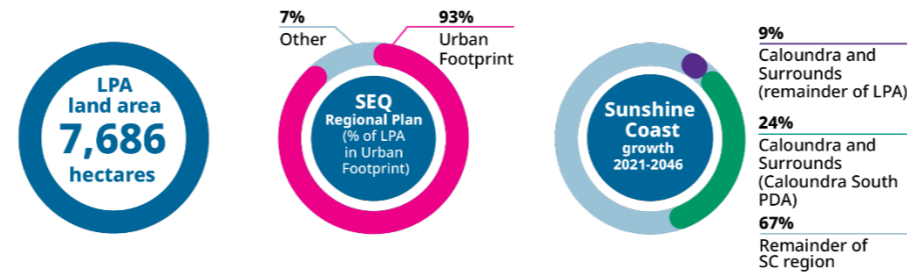 LPA
land area
7,686
hectares
7%
Other
93%
Urban
Footprint
SEQ
Regional Plan
(% of LPA
in Urban
Footprint)
Sunshine
Coast
growth
2021-2046
9%
Caloundra and
Surrounds
(remainder of LPA)
24%
Caloundra and
Surrounds
(Caloundra South
PDA)
67%
Remainder of
SC region